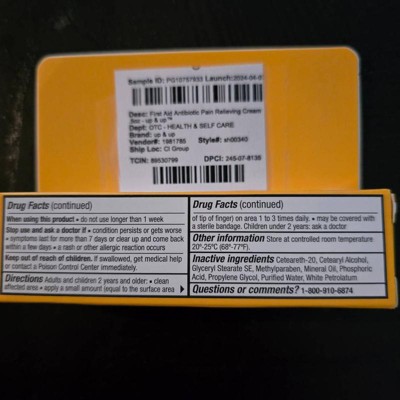 Sample ID: PG10757853 Launch:2024-04-0
Desc: First Aid Antibiotic Pain Relieving Cream
.5oz - up & up™
Dept: OTC - HEALTH & SELF CARE
Brand: up & up
Vendor#: 1981785 Style#: sh00340
Ship Loc: CI Group
TCIN: 89530799 DPCI: 245-07-8135
Drug Facts (continued)
When using this product • do not use longer than 1 week
Stop use and ask a doctor if • condition persists or gets worse
• symptoms last for more than 7 days or clear up and come back
within a few days • a rash or other allergic reaction occurs
Keep out of reach of children. If swallowed, get medical help
or contact a Poison Control Center immediately.
Directions Adults and children 2 years and older: • clean
affected area • apply a small amount (equal to the surface area
Drug Facts (continued)
of tip of finger) on area 1 to 3 times daily. • may be covered with
a sterile bandage. Children under 2 years: ask a doctor
Other information Store at controlled room temperature
20°-25°C (68°-77°F).
Inactive ingredients Ceteareth-20, Cetearyl Alcohol,
Glyceryl Stearate SE, Methylparaben, Mineral Oil, Phosphoric
Acid, Propylene Glycol, Purified Water, White Petrolatum
Questions or comments? 1-800-910-6874